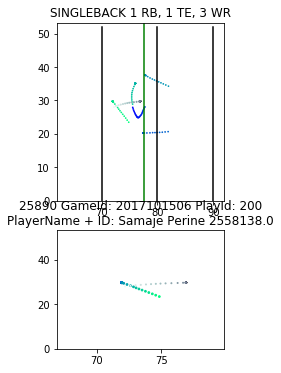 SINGLEBACK 1 RB, 1 TE, 3 WR
50
40
30
20
10
0
70 80 90
25890 GameId: 2017101506 PlayId: 200
PlayerName + ID: Samaje Perine 2558138.0
40
20
0
70 75